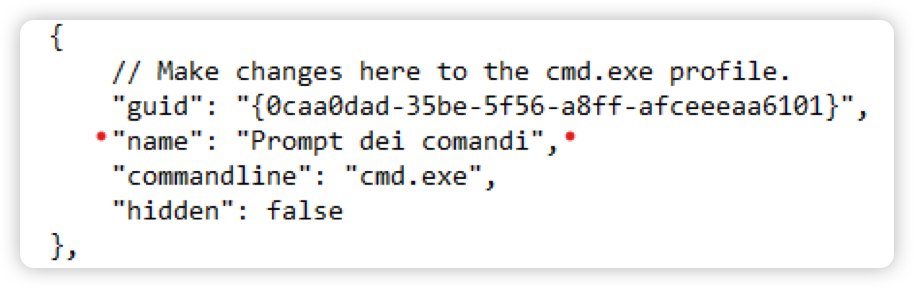 {
// Make changes here to the cmd.exe profile.
"guid": "{0caa0dad-35be-5f56-a8ff-afceeeaa6101}",
"name": "Prompt dei comandi",
"commandline": "cmd.exe",
"hidden": false
},